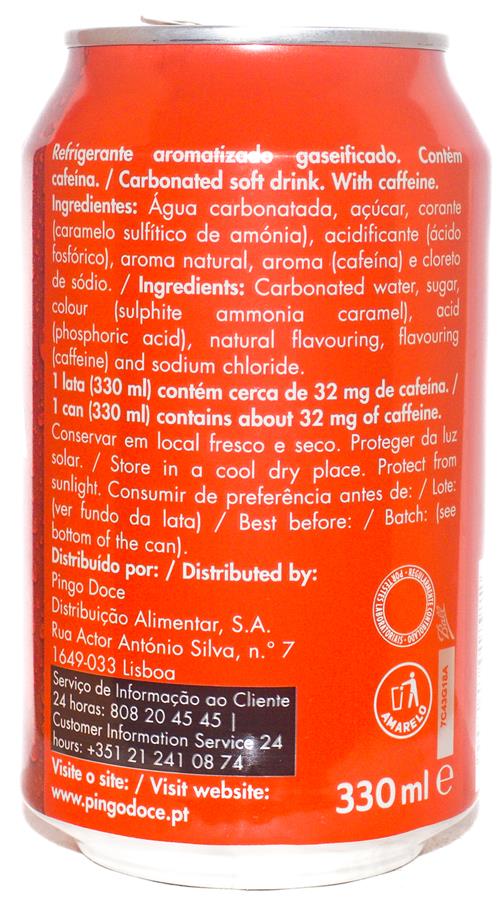 Refrigerante aromatizado gaseificado. Contém
cafeína. / Carbonated soft drink. With caffeine.
Ingredientes: Água carbonatada, açúcar, corante
(caramelo sulfítico de amónia), acidificante (ácido
fosfórico), aroma natural, aroma (cafeína) e cloreto
de sódio. / Ingredients: Carbonated water, sugar,
colour (sulphite ammonia caramel), acid
(phosphoric acid), natural flavouring, flavouring
(caffeine) and sodium chloride.
1 lata (330 ml) contém cerca de 32 mg de cafeína. /
1 can (330 ml) contains about 32 mg of caffeine.
Conservar em local fresco e seco. Proteger da luz
solar. / Store in a cool dry place. Protect from
sunlight. Consumir de preferência antes de: / Lote:
(ver fundo da lata) / Best before: / Batch: (see
bottom of the can).
Distribuído por: / Distributed by:
Pingo Doce
Distribuição Alimentar, S.A.
Rua Actor António Silva, n.º 7
1649-033 Lisboa
Serviço de Informação ao Cliente
24 horas: 808 20 45 45 |
Customer Information Service 24
hours: +351 21 241 08 74
Visite o site: / Visit website:
www.pingodoce.pt
REGULARMENTE CONTROLADO · POR TESTES LABORATORIAIS
Ball
AMARELO
7C43G18A
330 ml e